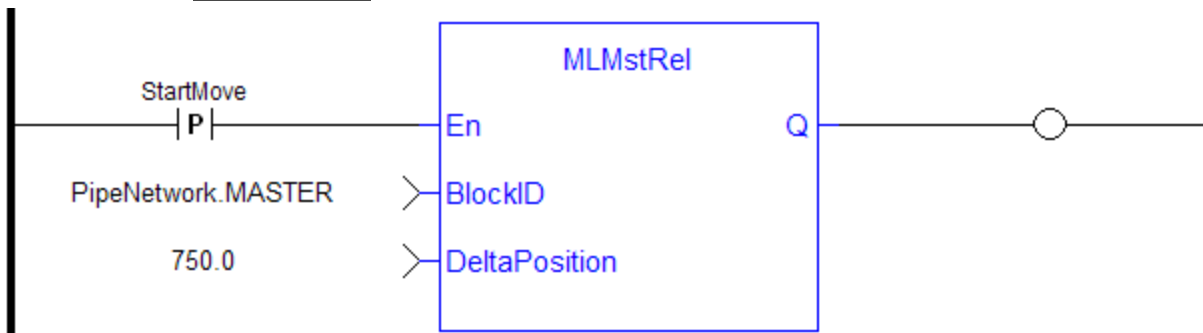 MLMstRel
StartMove
P
En Q
PipeNetwork.MASTER BlockID
750.0 DeltaPosition